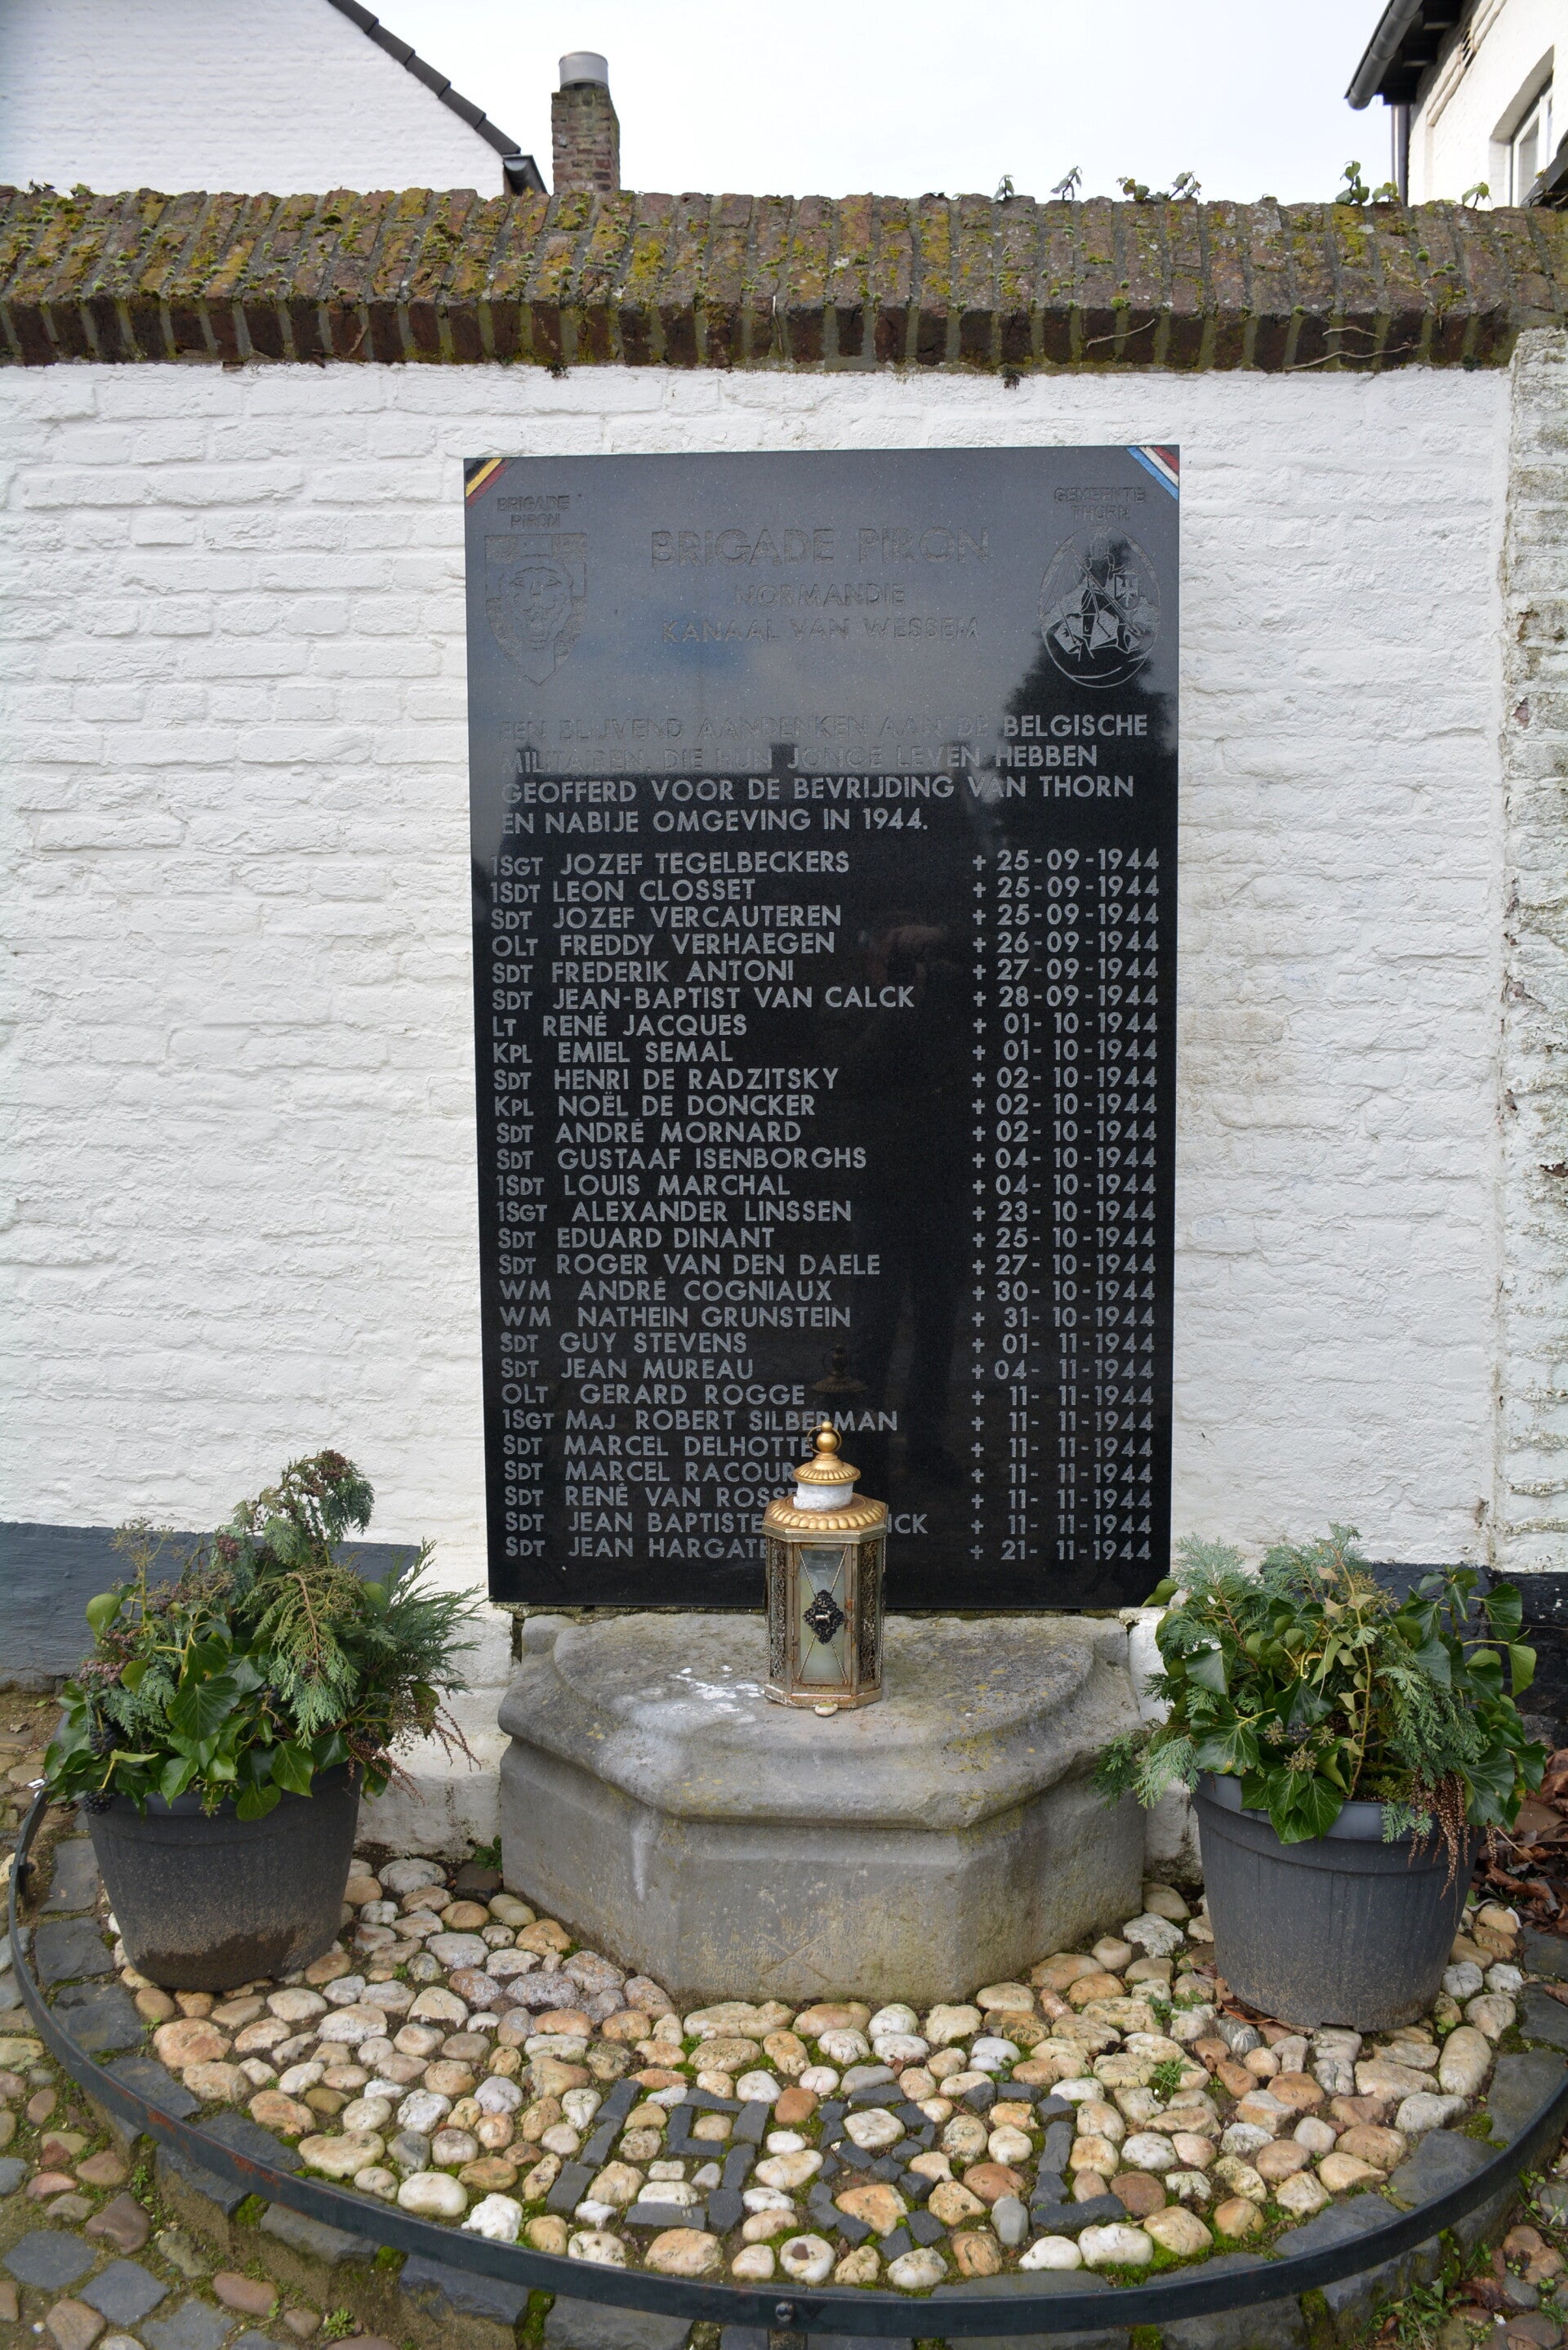 BRIGADE
PIRON
GEMEENTE
THORN
BRIGADE PIRON
NORMANDIE
KANAAL VAN WESSEM
EEN BLIJVEND AANDENKEN AAN DE BELGISCHE
MILITAIREN, DIE HUN JONGE LEVEN HEBBEN
GEOFFERD VOOR DE BEVRIJDING VAN THORN
EN NABIJE OMGEVING IN 1944.
1SGT JOZEF TEGELBECKERS + 25-09-1944
1SDT LEON CLOSSET + 25-09-1944
SDT JOZEF VERCAUTEREN + 25-09-1944
OLT FREDDY VERHAEGEN + 26-09-1944
SDT FREDERIK ANTONI + 27-09-1944
SDT JEAN-BAPTIST VAN CALCK + 28-09-1944
LT RENÉ JACQUES + 01-10-1944
KPL EMIEL SEMAL + 01-10-1944
SDT HENRI DE RADZITSKY + 02-10-1944
KPL NOËL DE DONCKER + 02-10-1944
SDT ANDRÉ MORNARD + 02-10-1944
SDT GUSTAAF ISENBORGHS + 04-10-1944
1SDT LOUIS MARCHAL + 04-10-1944
1SGT ALEXANDER LINSSEN + 23-10-1944
SDT EDUARD DINANT + 25-10-1944
SDT ROGER VAN DEN DAELE + 27-10-1944
WM ANDRÉ COGNIAUX + 30-10-1944
WM NATHEIN GRUNSTEIN + 31-10-1944
SDT GUY STEVENS + 01-11-1944
SDT JEAN MUREAU + 04-11-1944
OLT GERARD ROGGE + 11-11-1944
1SGT MAJ ROBERT SILBERMAN + 11-11-1944
SDT MARCEL DELHOTTE + 11-11-1944
SDT MARCEL + 11-11-1944
SDT RENÉ VAN + 11-11-1944
SDT JEAN BAPTISTE + 11-11-1944
SDT JEAN + 21-11-1944